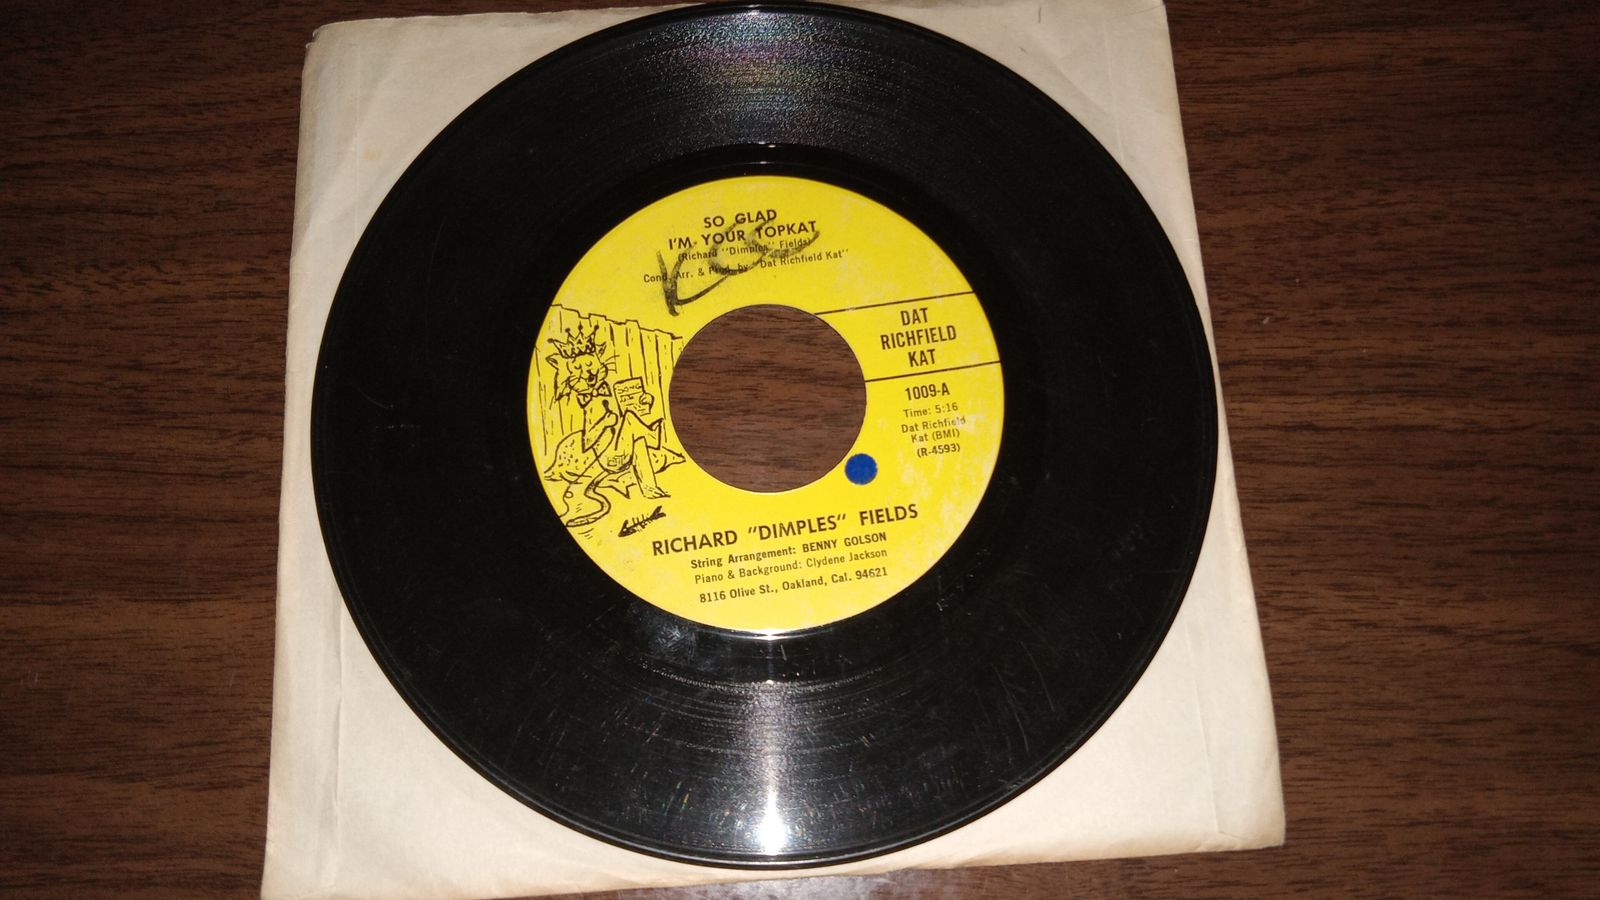 SO GLAD
I'M YOUR TOPKAT
(Richard "Dimples" Fields)
Cond. Arr. & Prod. by "Dat Richfield Kat"
DAT
RICHFIELD
KAT
1009-A
Time: 5:16
Dat Richfield
Kat (BMI)
(R-4593)
RICHARD "DIMPLES" FIELDS
String Arrangement: BENNY GOLSON
Piano & Background: Clydene Jackson
8116 Olive St., Oakland, Cal. 94621